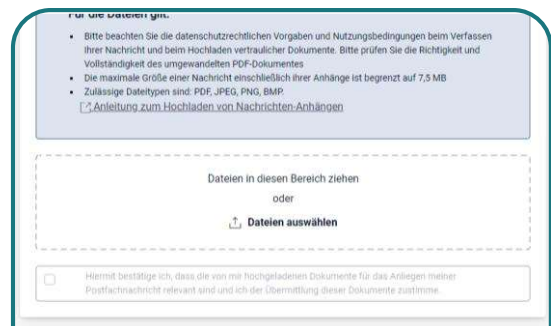 Für die Dateien gilt:
• Bitte beachten Sie die datenschutzrechtlichen Vorgaben und Nutzungsbedingungen beim Verfassen
Ihrer Nachricht und beim Hochladen vertraulicher Dokumente. Bitte prüfen Sie die Richtigkeit und
Vollständigkeit des umgewandelten PDF-Dokumentes
• Die maximale Größe einer Nachricht einschließlich ihrer Anhänge ist begrenzt auf 7,5 MB
• Zulässige Dateitypen sind: PDF, JPEG, PNG, BMP.
Anleitung zum Hochladen von Nachrichten-Anhängen
Dateien in diesen Bereich ziehen
oder
Dateien auswählen
Hiermit bestätige ich, dass die von mir hochgeladenen Dokumente für das Anliegen meiner
Postfachnachricht relevant sind und ich der Übermittlung dieser Dokumente zustimme.